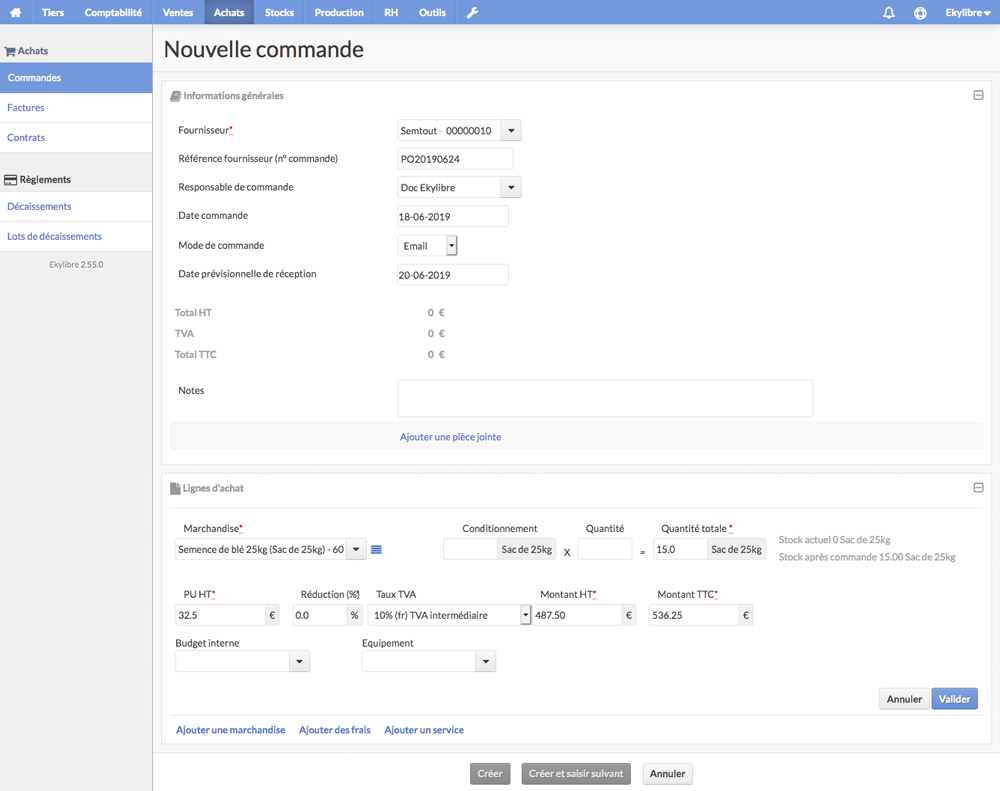 Tiers Comptabilité Ventes Achats Stocks Production RH Outils Ekylibre
Achats
Commandes
Factures
Contrats
Règlements
Décaissements
Lots de décaissements
Ekylibre 2.55.0
Nouvelle commande
Informations générales
Fournisseur* Semtout - 00000010
Référence fournisseur (n° commande) PO20190624
Responsable de commande Doc Ekylibre
Date commande 18-06-2019
Mode de commande Email
Date prévisionnelle de réception 20-06-2019
Total HT 0 €
TVA 0 €
Total TTC 0 €
Notes
Ajouter une pièce jointe
Lignes d'achat
Marchandise* Conditionnement Quantité Quantité totale *
Semence de blé 25kg (Sac de 25kg) - 60 Sac de 25kg X = 15.0 Sac de 25kg
Stock actuel 0 Sac de 25kg
Stock après commande 15.00 Sac de 25kg
PU HT* Réduction (%) Taux TVA Montant HT* Montant TTC*
32.5 € 0.0 % 10% (fr) TVA intermédiaire 487.50 € 536.25 €
Budget interne Equipement
Annuler Valider
Ajouter une marchandise Ajouter des frais Ajouter un service
Créer Créer et saisir suivant Annuler